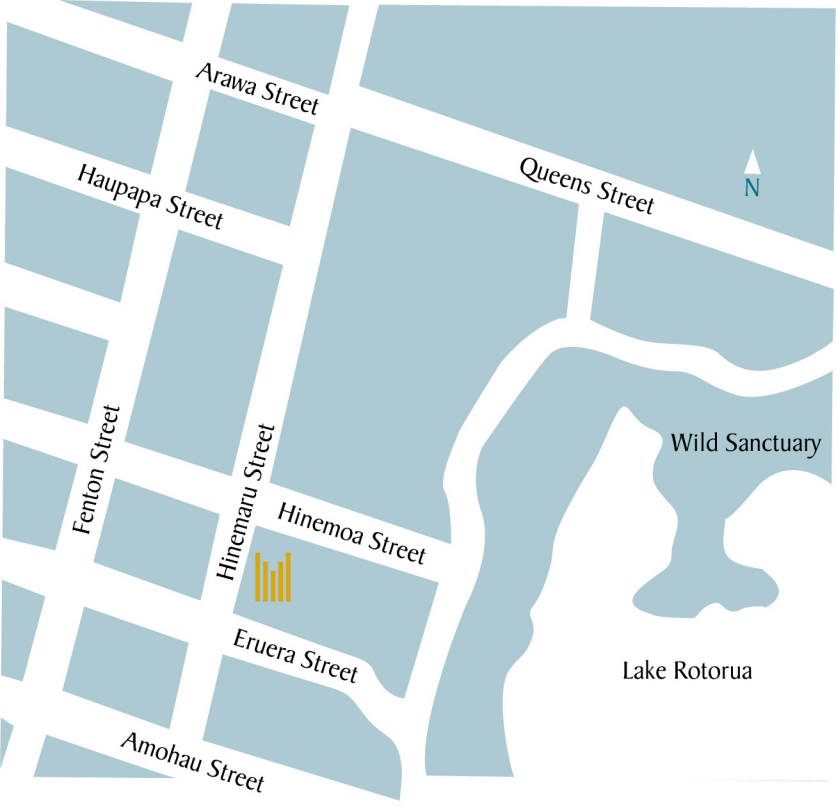 Arawa Street
Queens Street
N
Haupapa Street
Wild Sanctuary
Fenton Street
Hinemaru Street
Hinemoa Street
Eruera Street
Lake Rotorua
Amohau Street